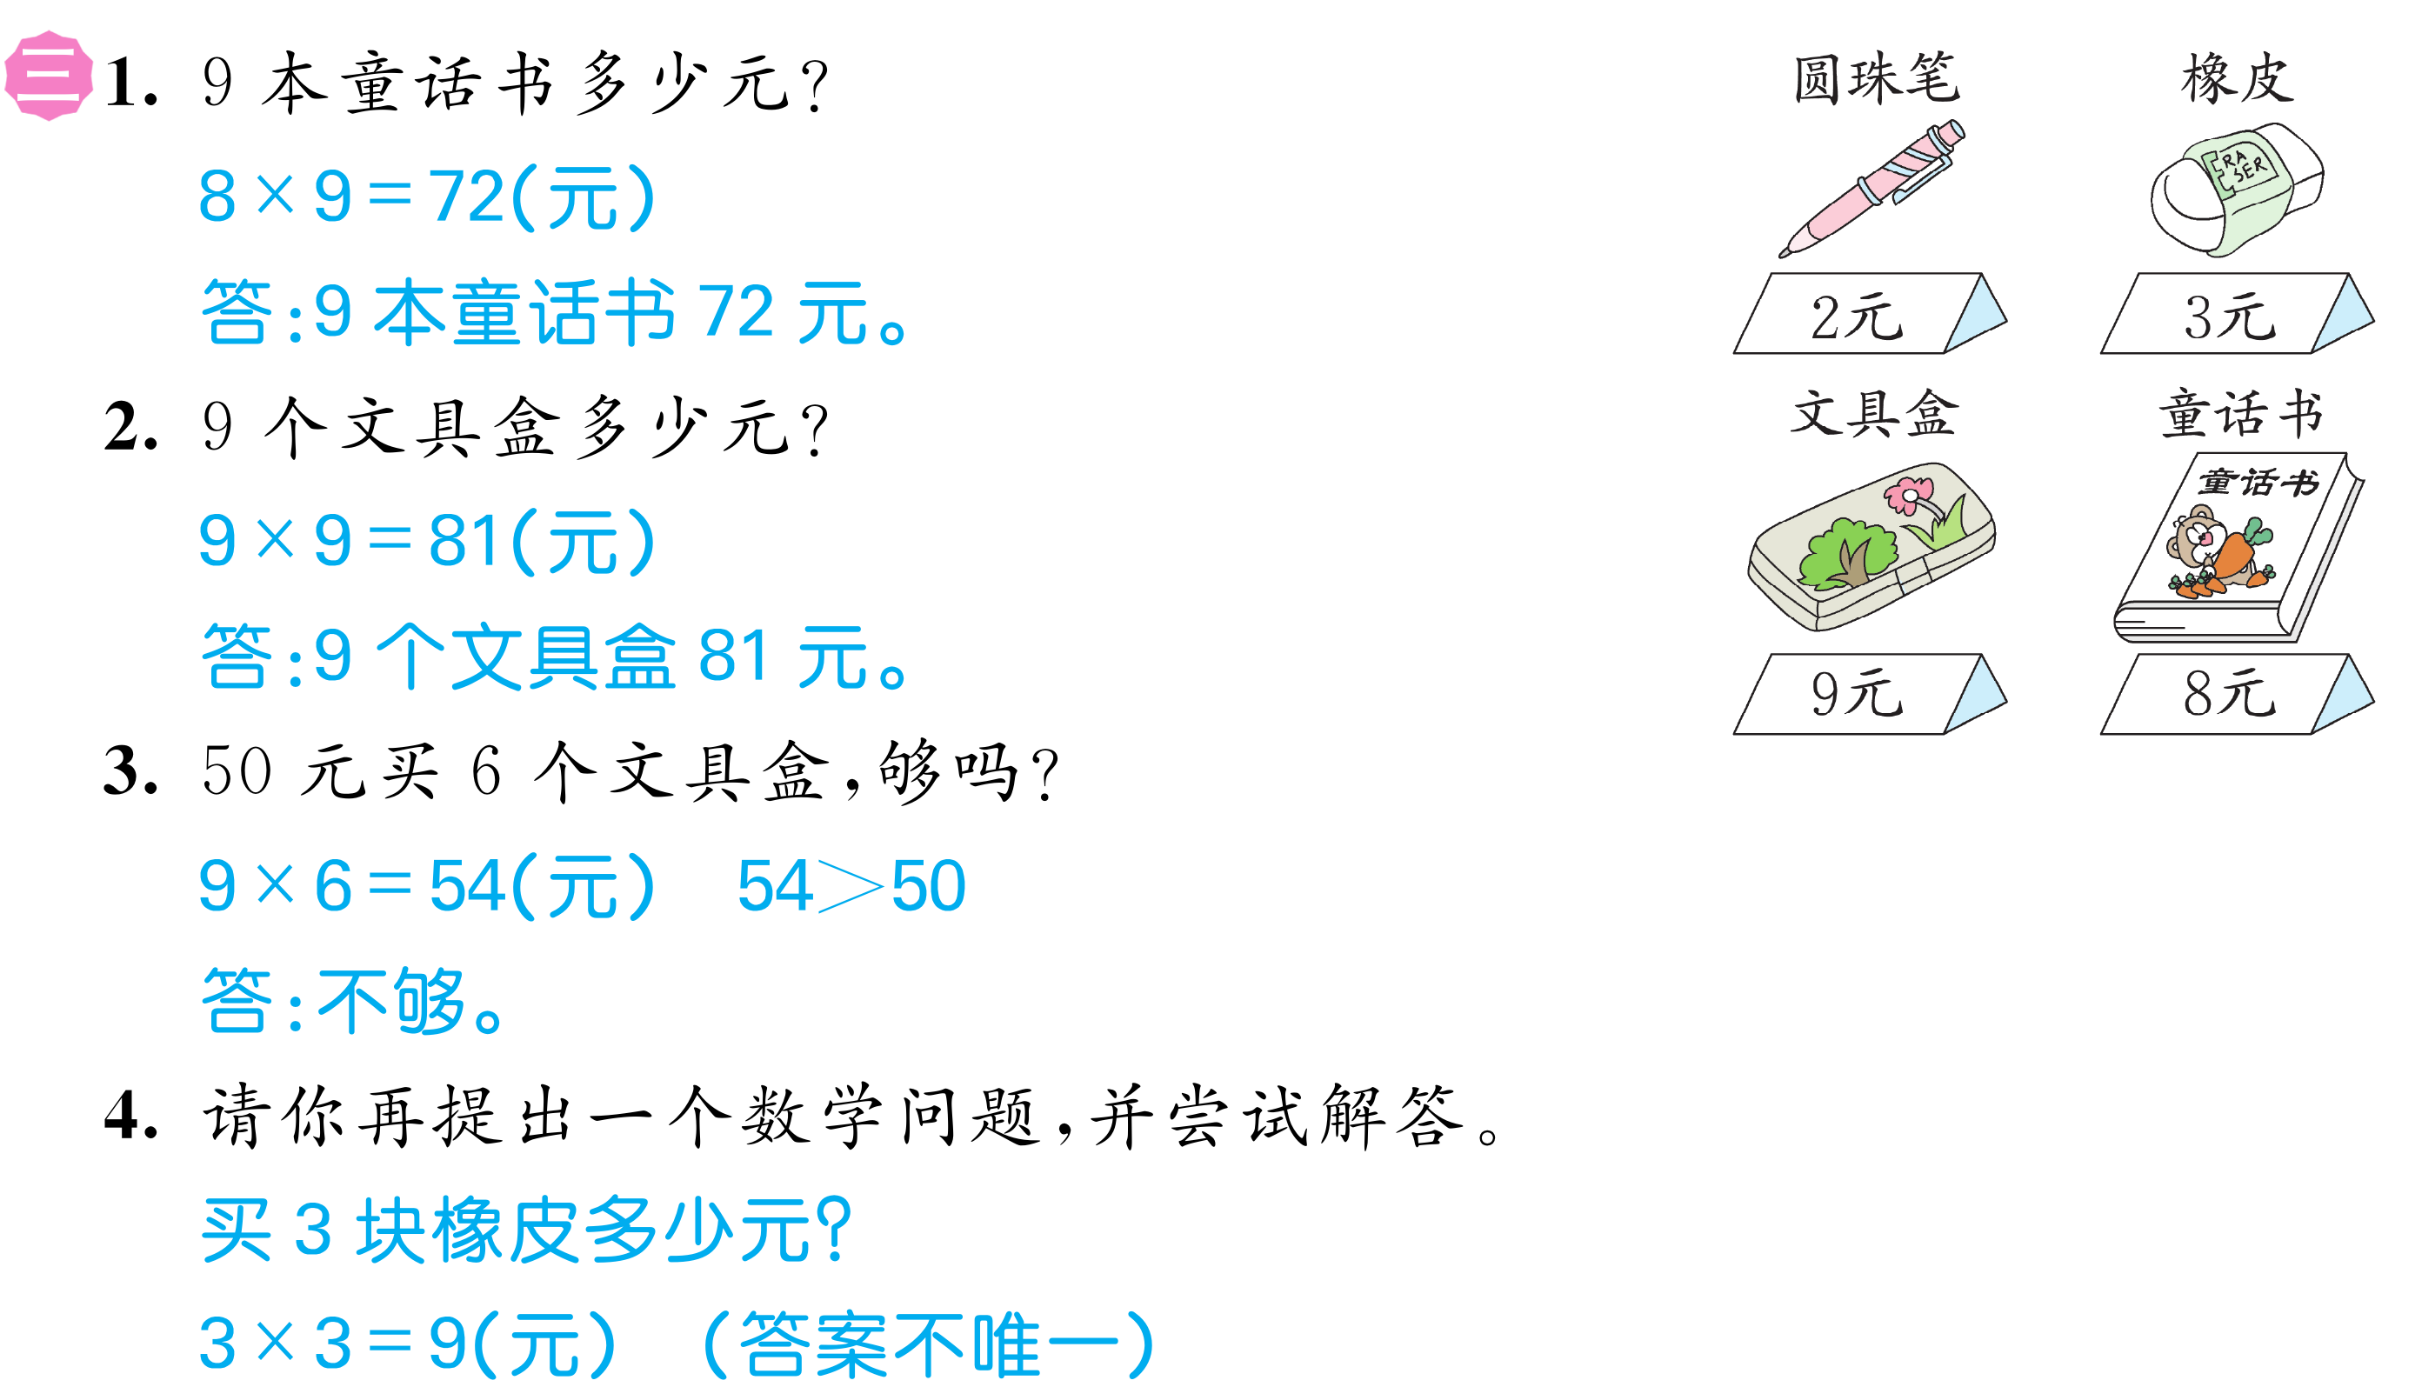 三 1. 9 本童话书多少元?
8×9=72(元)
答:9 本童话书 72 元。
2. 9 个文具盒多少元?
9×9=81(元)
答:9 个文具盒 81 元。
3. 50 元买 6 个文具盒,够吗?
9×6=54(元) 54>50
答:不够。
4. 请你再提出一个数学问题,并尝试解答。
买 3 块橡皮多少元?
3×3=9(元) (答案不唯一)
圆珠笔 橡皮
ERASER
2元 3元
文具盒 童话书
童话书
9元 8元